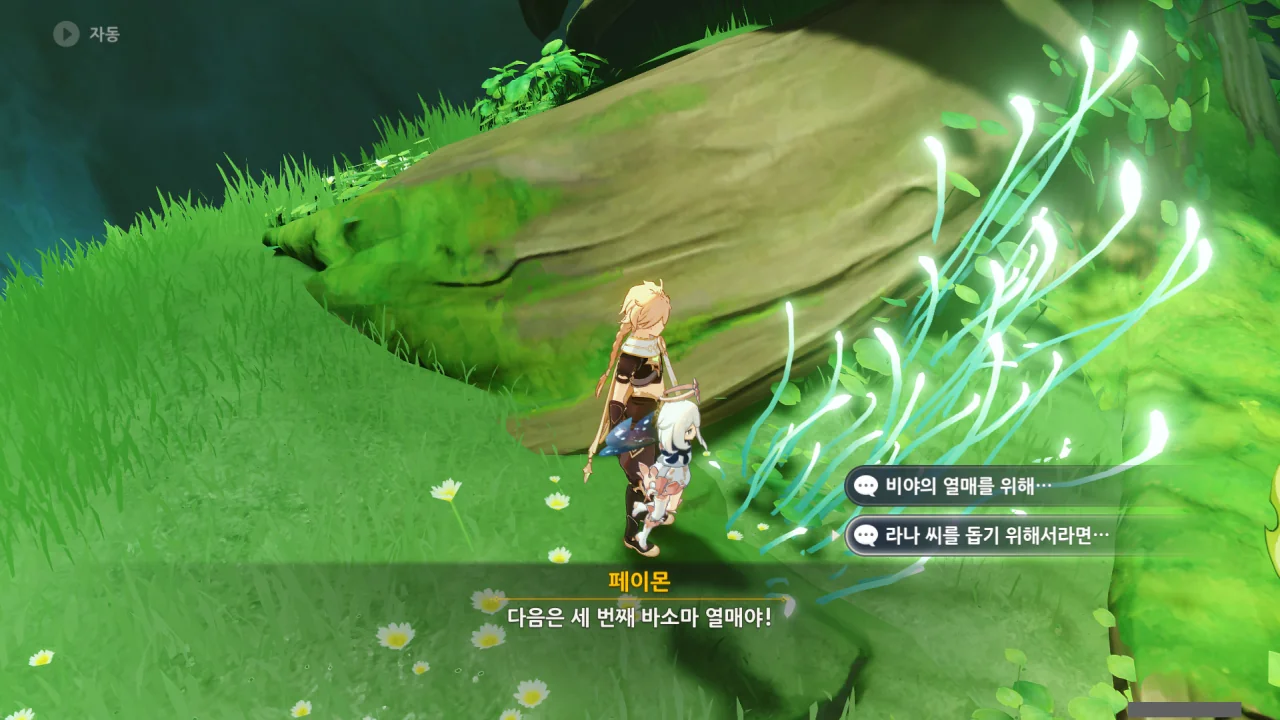 자동
비야의 열매를 위해…
라나 씨를 돕기 위해서라면…
페이몬
다음은 세 번째 바소마 열매야!